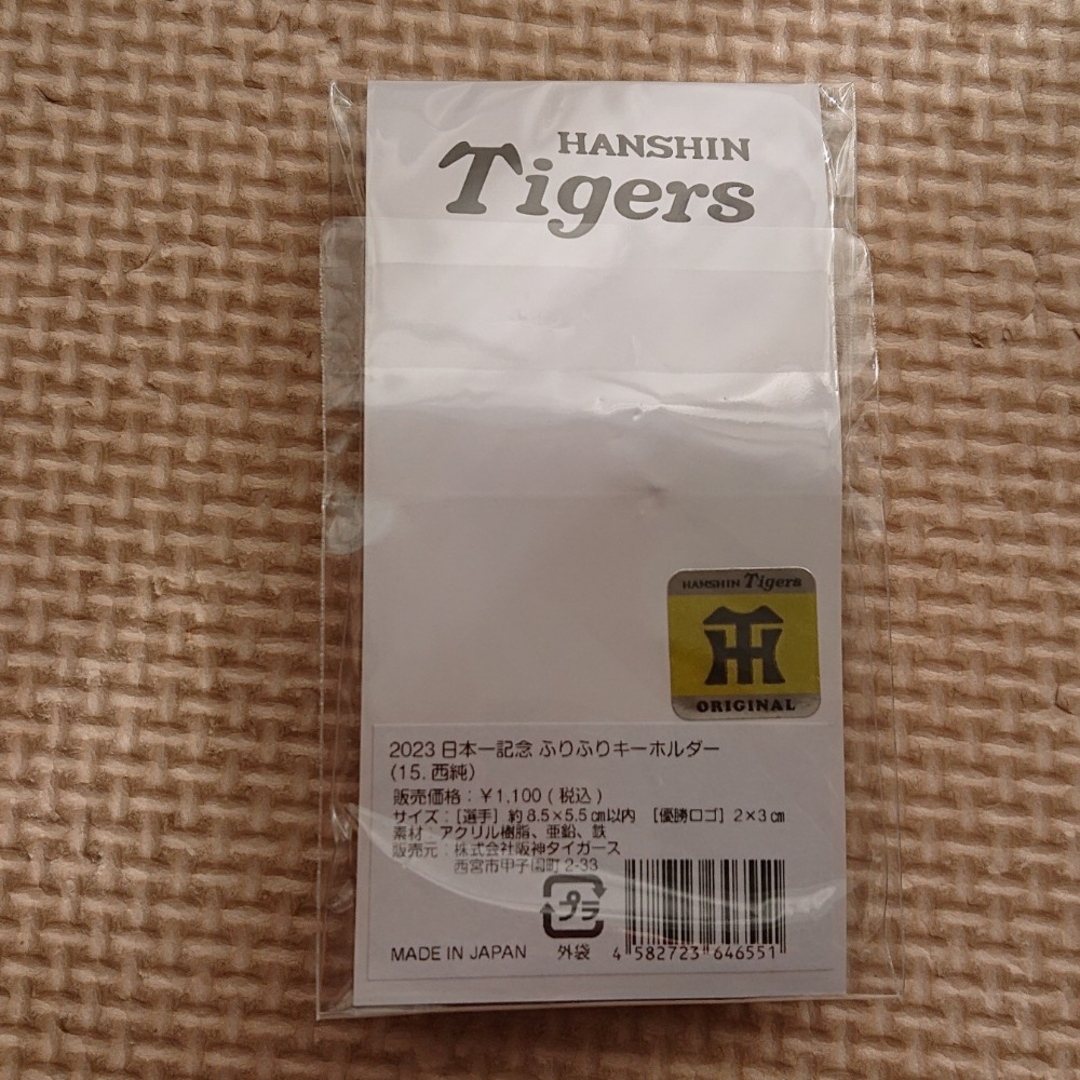 HANSHIN
Tigers
HANSHIN Tigers
TH
ORIGINAL
2023 日本一記念 ふりふりキーホルダー
(15. 西純)
販売価格：￥1,100 ( 税込 )
サイズ：[選手] 約 8.5×5.5㎝以内 [優勝ロゴ] 2×3㎝
素材：アクリル樹脂、亜鉛、鉄
販売元：株式会社阪神タイガース
西宮市甲子園町 2-33
プラ
MADE IN JAPAN 外袋 4 582723 646551